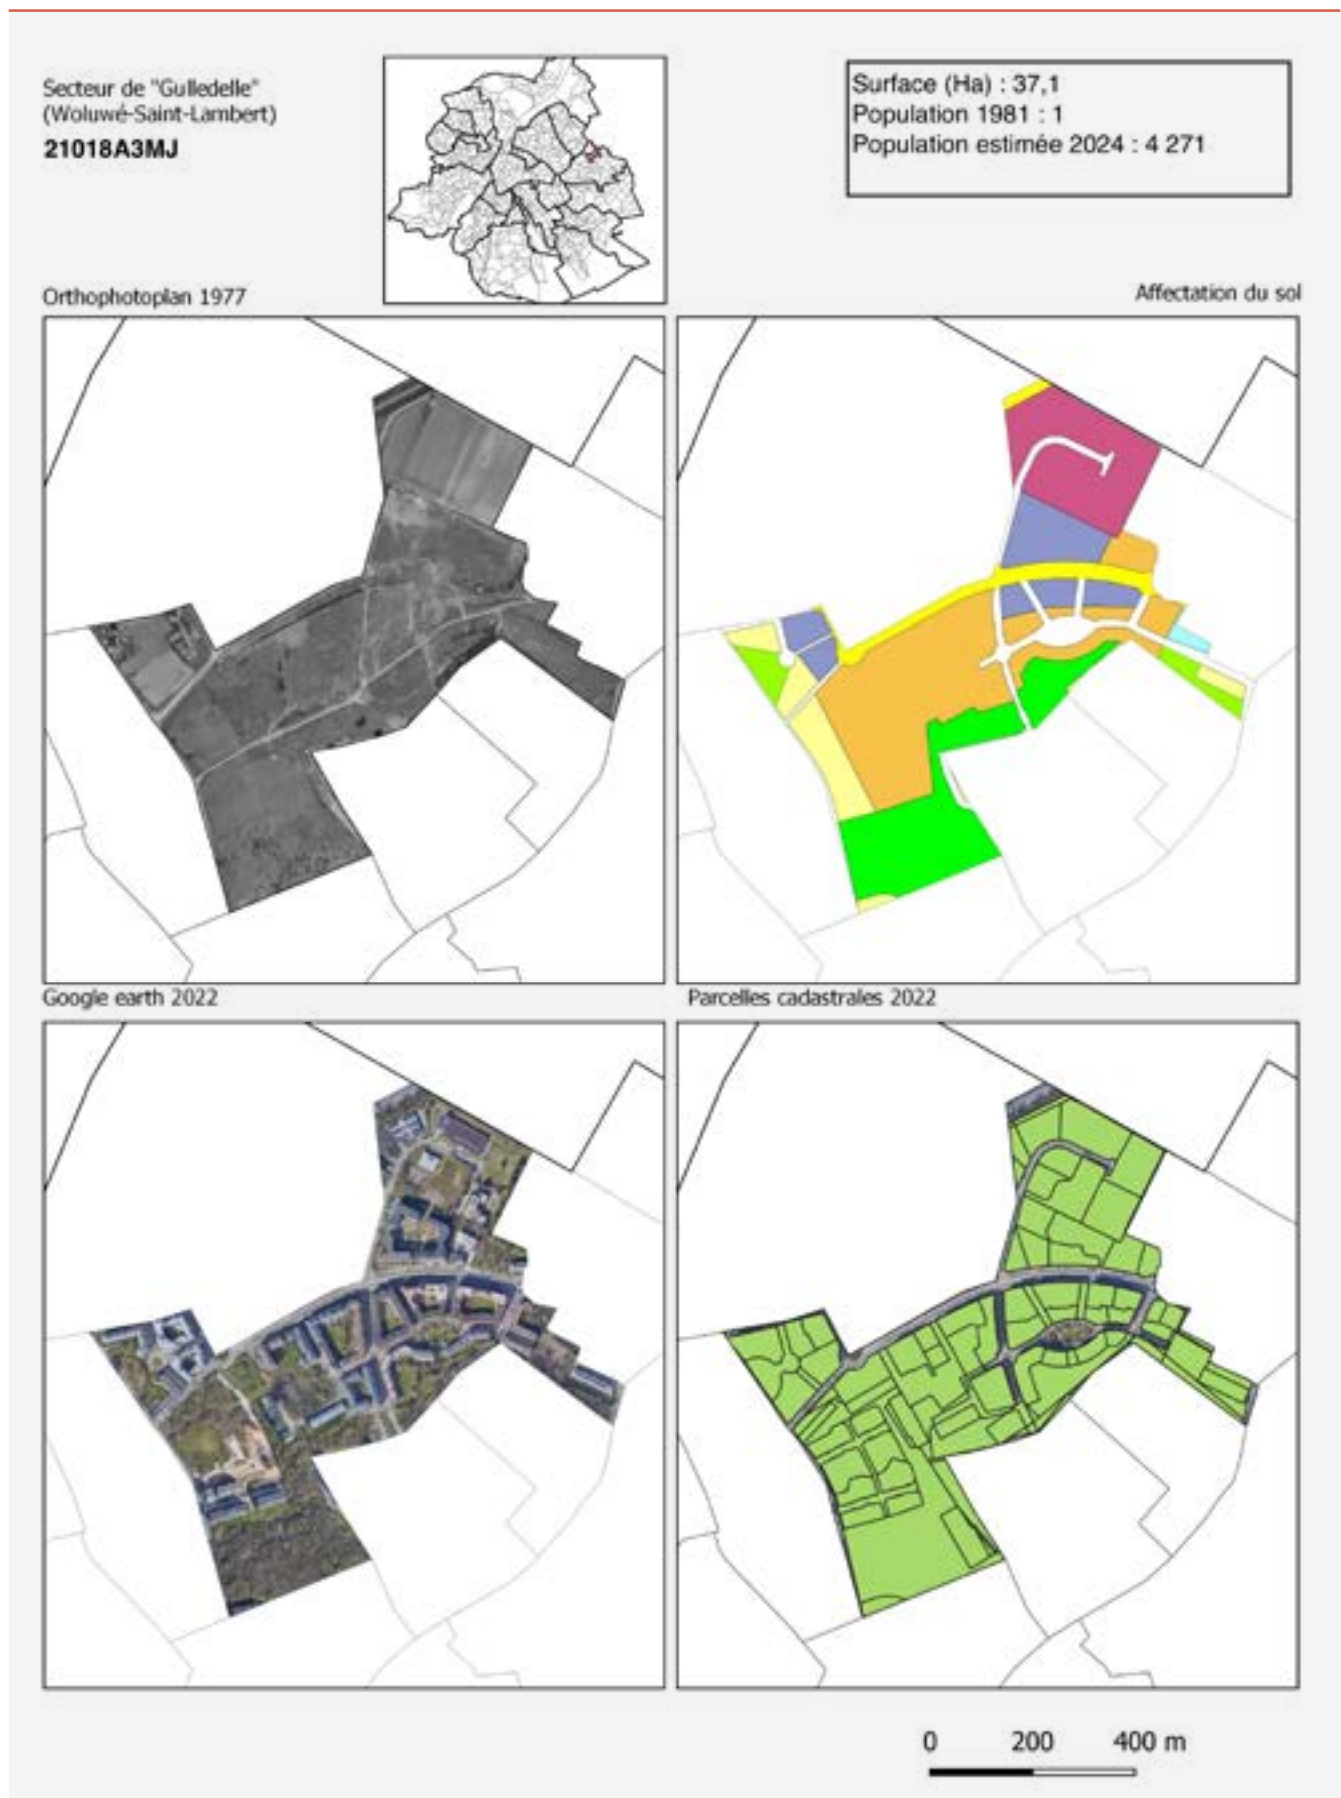 Secteur de "Gulledelle"
(Woluwé-Saint-Lambert)
21018A3MJ
Surface (Ha) : 37,1
Population 1981 : 1
Population estimée 2024 : 4 271
Orthophotoplan 1977
Affectation du sol
Google earth 2022
Parcelles cadastrales 2022
0 200 400 m